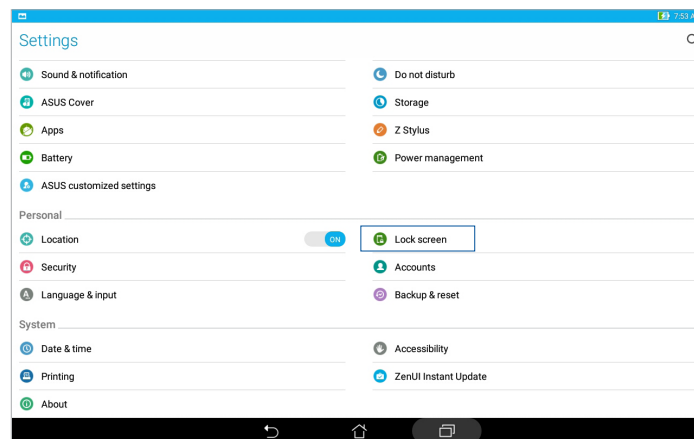 7:53 A
Settings
Sound & notification
Do not disturb
ASUS Cover
Storage
Apps
Z Stylus
Battery
Power management
ASUS customized settings
Personal
Location ON
Lock screen
Security
Accounts
Language & input
Backup & reset
System
Date & time
Accessibility
Printing
ZenUI Instant Update
About